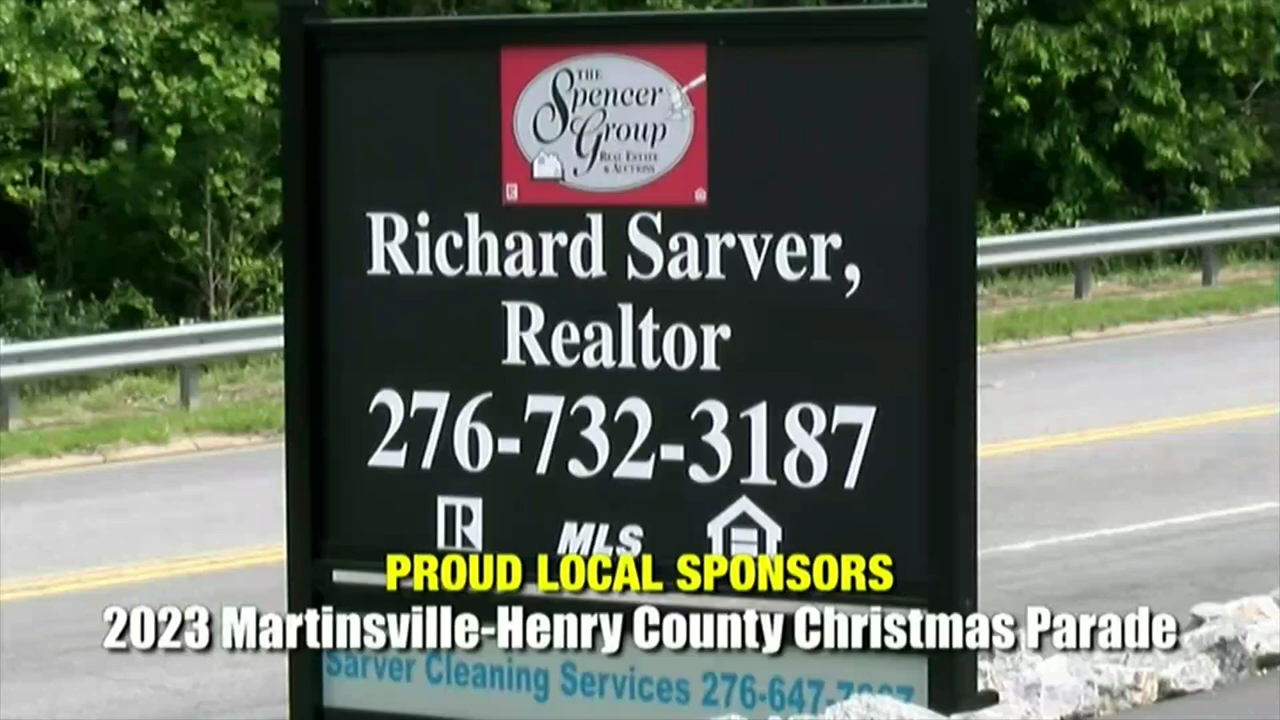 THE
Spencer
Group
REAL ESTATE
& AUCTIONS
Richard Sarver,
Realtor
276-732-3187
R
MLS
PROUD LOCAL SPONSORS
2023 Martinsville-Henry County Christmas Parade
Sarver Cleaning Services